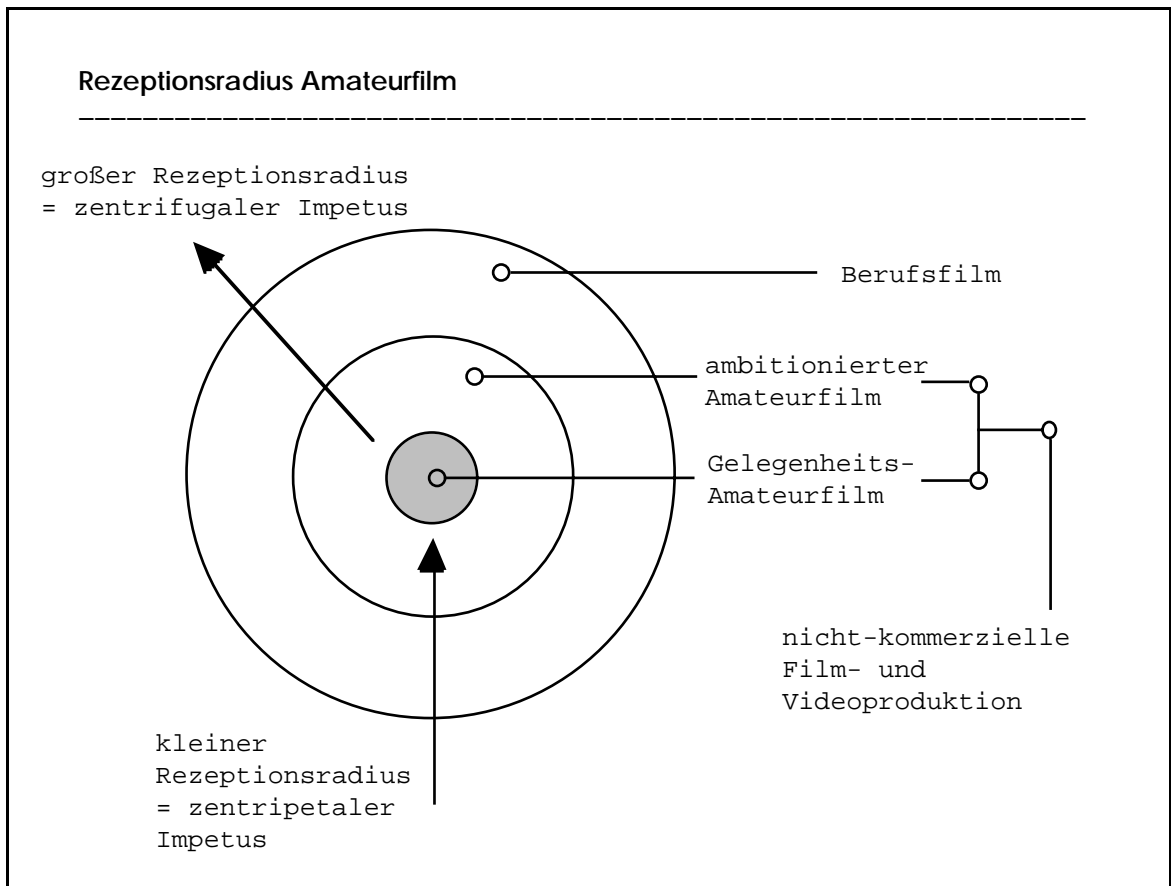 Rezeptionsradius Amateurfilm
großer Rezeptionsradius
= zentrifugaler Impetus
Berufsfilm
ambitionierter
Amateurfilm
Gelegenheits-
Amateurfilm
nicht-kommerzielle
Film- und
Videoproduktion
kleiner
Rezeptionsradius
= zentripetaler
Impetus